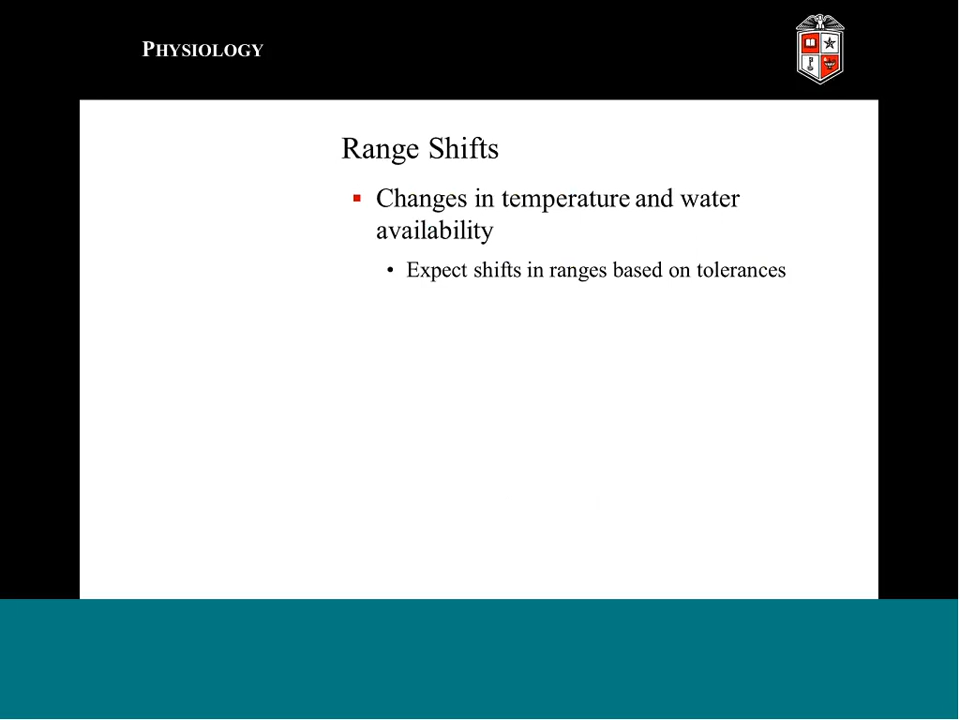 PHYSIOLOGY
Range Shifts
▪ Changes in temperature and water
availability
• Expect shifts in ranges based on tolerances